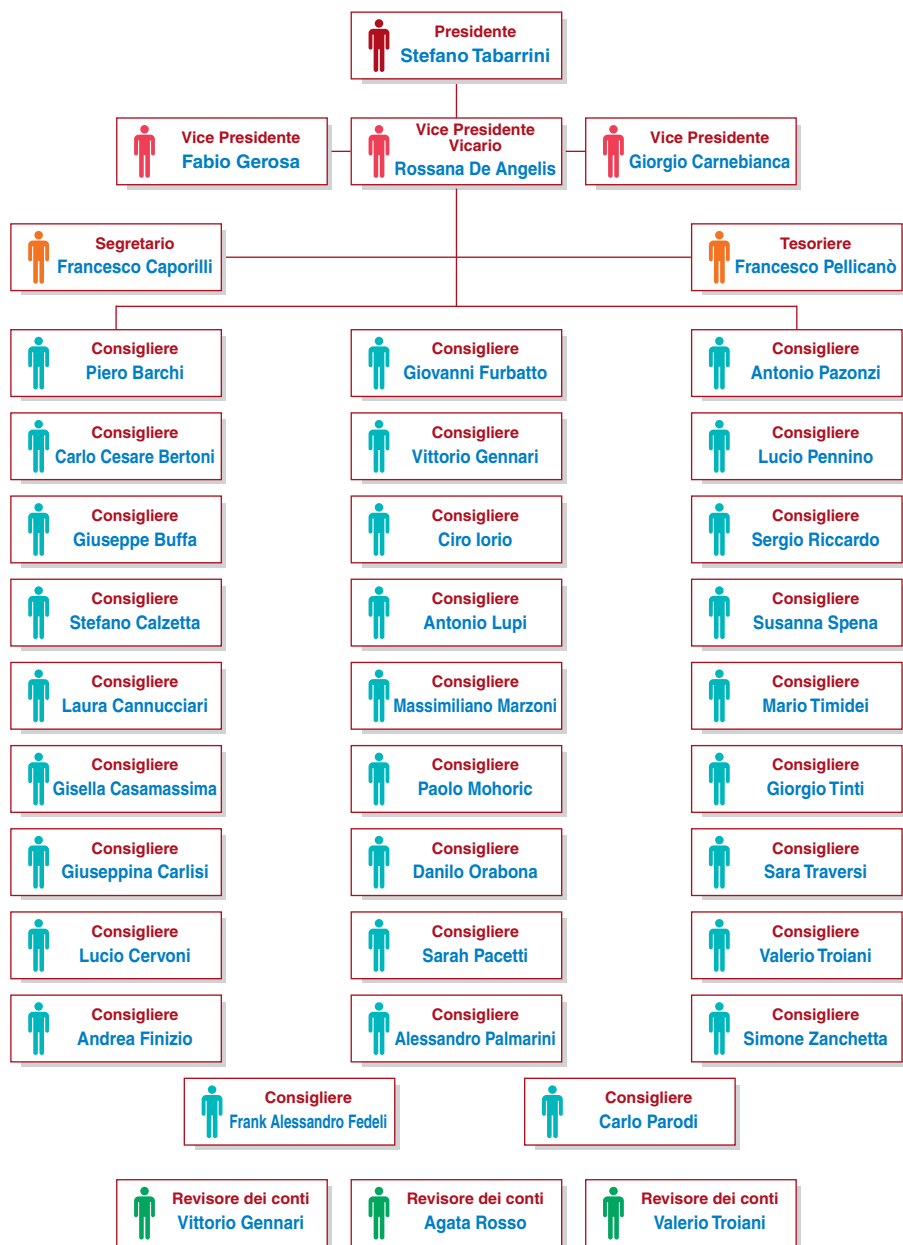 Presidente
Stefano Tabarrini
Vice Presidente
Fabio Gerosa
Vice Presidente
Vicario
Rossana De Angelis
Vice Presidente
Giorgio Carnebianca
Segretario
Francesco Caporilli
Tesoriere
Francesco Pellicanò
Consigliere
Piero Barchi
Consigliere
Giovanni Furbatto
Consigliere
Antonio Pazonzi
Consigliere
Carlo Cesare Bertoni
Consigliere
Vittorio Gennari
Consigliere
Lucio Pennino
Consigliere
Giuseppe Buffa
Consigliere
Ciro Iorio
Consigliere
Sergio Riccardo
Consigliere
Stefano Calzetta
Consigliere
Antonio Lupi
Consigliere
Susanna Spena
Consigliere
Laura Cannucciari
Consigliere
Massimiliano Marzoni
Consigliere
Mario Timidei
Consigliere
Gisella Casamassima
Consigliere
Paolo Mohoric
Consigliere
Giorgio Tinti
Consigliere
Giuseppina Carlisi
Consigliere
Danilo Orabona
Consigliere
Sara Traversi
Consigliere
Lucio Cervoni
Consigliere
Sarah Pacetti
Consigliere
Valerio Troiani
Consigliere
Andrea Finizio
Consigliere
Alessandro Palmarini
Consigliere
Simone Zanchetta
Consigliere
Frank Alessandro Fedeli
Consigliere
Carlo Parodi
Revisore dei conti
Vittorio Gennari
Revisore dei conti
Agata Rosso
Revisore dei conti
Valerio Troiani